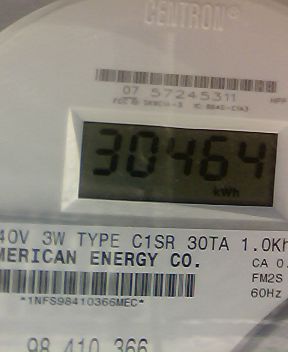 CENTRON®
07 57245311
30464
kWh
40V 3W TYPE C1SR 30TA 1.0Kh
MERICAN ENERGY CO.
CA 0.
FM2S
60Hz
*1NFS98410366MEC*
98 410 366